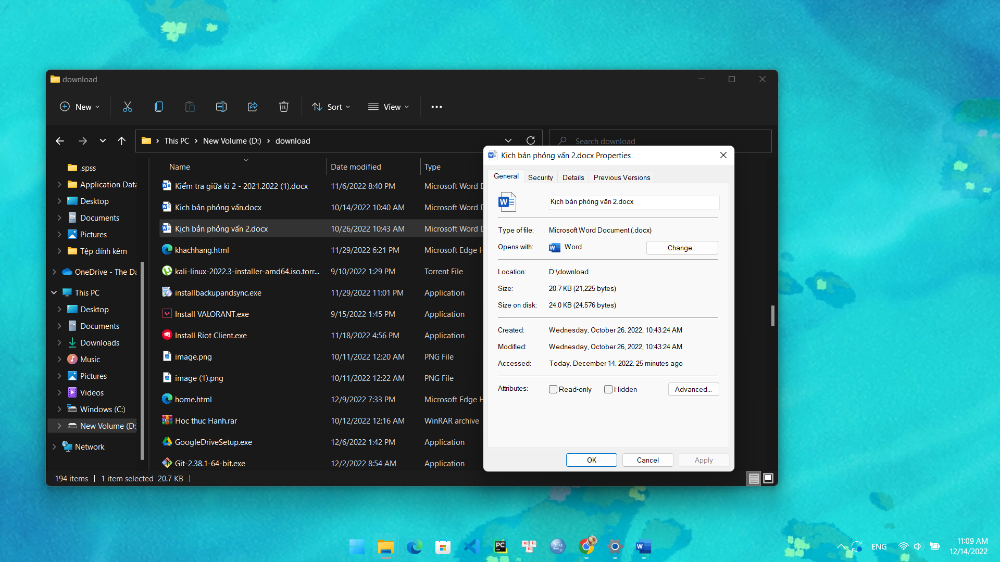 download
New
Sort
View
This PC
New Volume (D:)
download
Search download
.spss
Application Data
Desktop
Documents
Pictures
Tệp đính kèm
OneDrive - The Da
This PC
Desktop
Documents
Downloads
Music
Pictures
Videos
Windows (C:)
New Volume (D:
Network
Name Date modified Type
Kiểm tra giữa kì 2 - 2021.2022 (1).docx 11/6/2022 8:40 PM Microsoft Word D
Kịch bản phỏng vấn.docx 10/14/2022 10:40 AM Microsoft Word D
Kịch bản phỏng vấn 2.docx 10/26/2022 10:43 AM Microsoft Word D
khachhang.html 11/29/2022 6:21 PM Microsoft Edge H
kali-linux-2022.3-installer-amd64.iso.torr... 9/10/2022 1:29 PM Torrent File
installbackupandsync.exe 11/29/2022 11:01 PM Application
Install VALORANT.exe 9/15/2022 1:45 PM Application
Install Riot Client.exe 11/18/2022 4:56 PM Application
image.png 10/11/2022 12:20 AM PNG File
image (1).png 10/11/2022 12:22 AM PNG File
home.html 12/9/2022 7:33 PM Microsoft Edge H
Hoc thuc Hanh.rar 10/12/2022 12:16 AM WinRAR archive
GoogleDriveSetup.exe 12/6/2022 1:42 PM Application
Git-2.38.1-64-bit.exe 12/2/2022 8:54 AM Application
194 items 1 item selected 20.7 KB
Kịch bản phỏng vấn 2.docx Properties
General Security Details Previous Versions
Kịch bản phỏng vấn 2.docx
Type of file: Microsoft Word Document (.docx)
Opens with: Word Change...
Location: D:\download
Size: 20.7 KB (21,225 bytes)
Size on disk: 24.0 KB (24,576 bytes)
Created: Wednesday, October 26, 2022, 10:43:24 AM
Modified: Wednesday, October 26, 2022, 10:43:24 AM
Accessed: Today, December 14, 2022, 25 minutes ago
Attributes: Read-only Hidden Advanced...
OK Cancel Apply
ENG
11:09 AM
12/14/2022